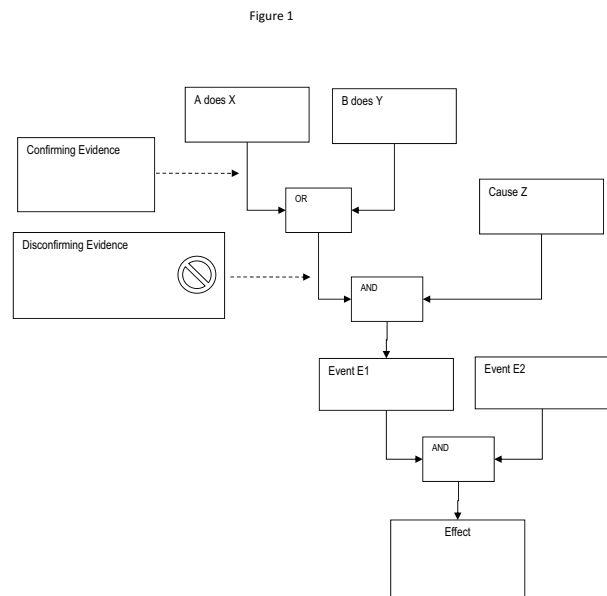 Figure 1
A does X
B does Y
Confirming Evidence
OR
Cause Z
Disconfirming Evidence
AND
Event E1
Event E2
AND
Effect